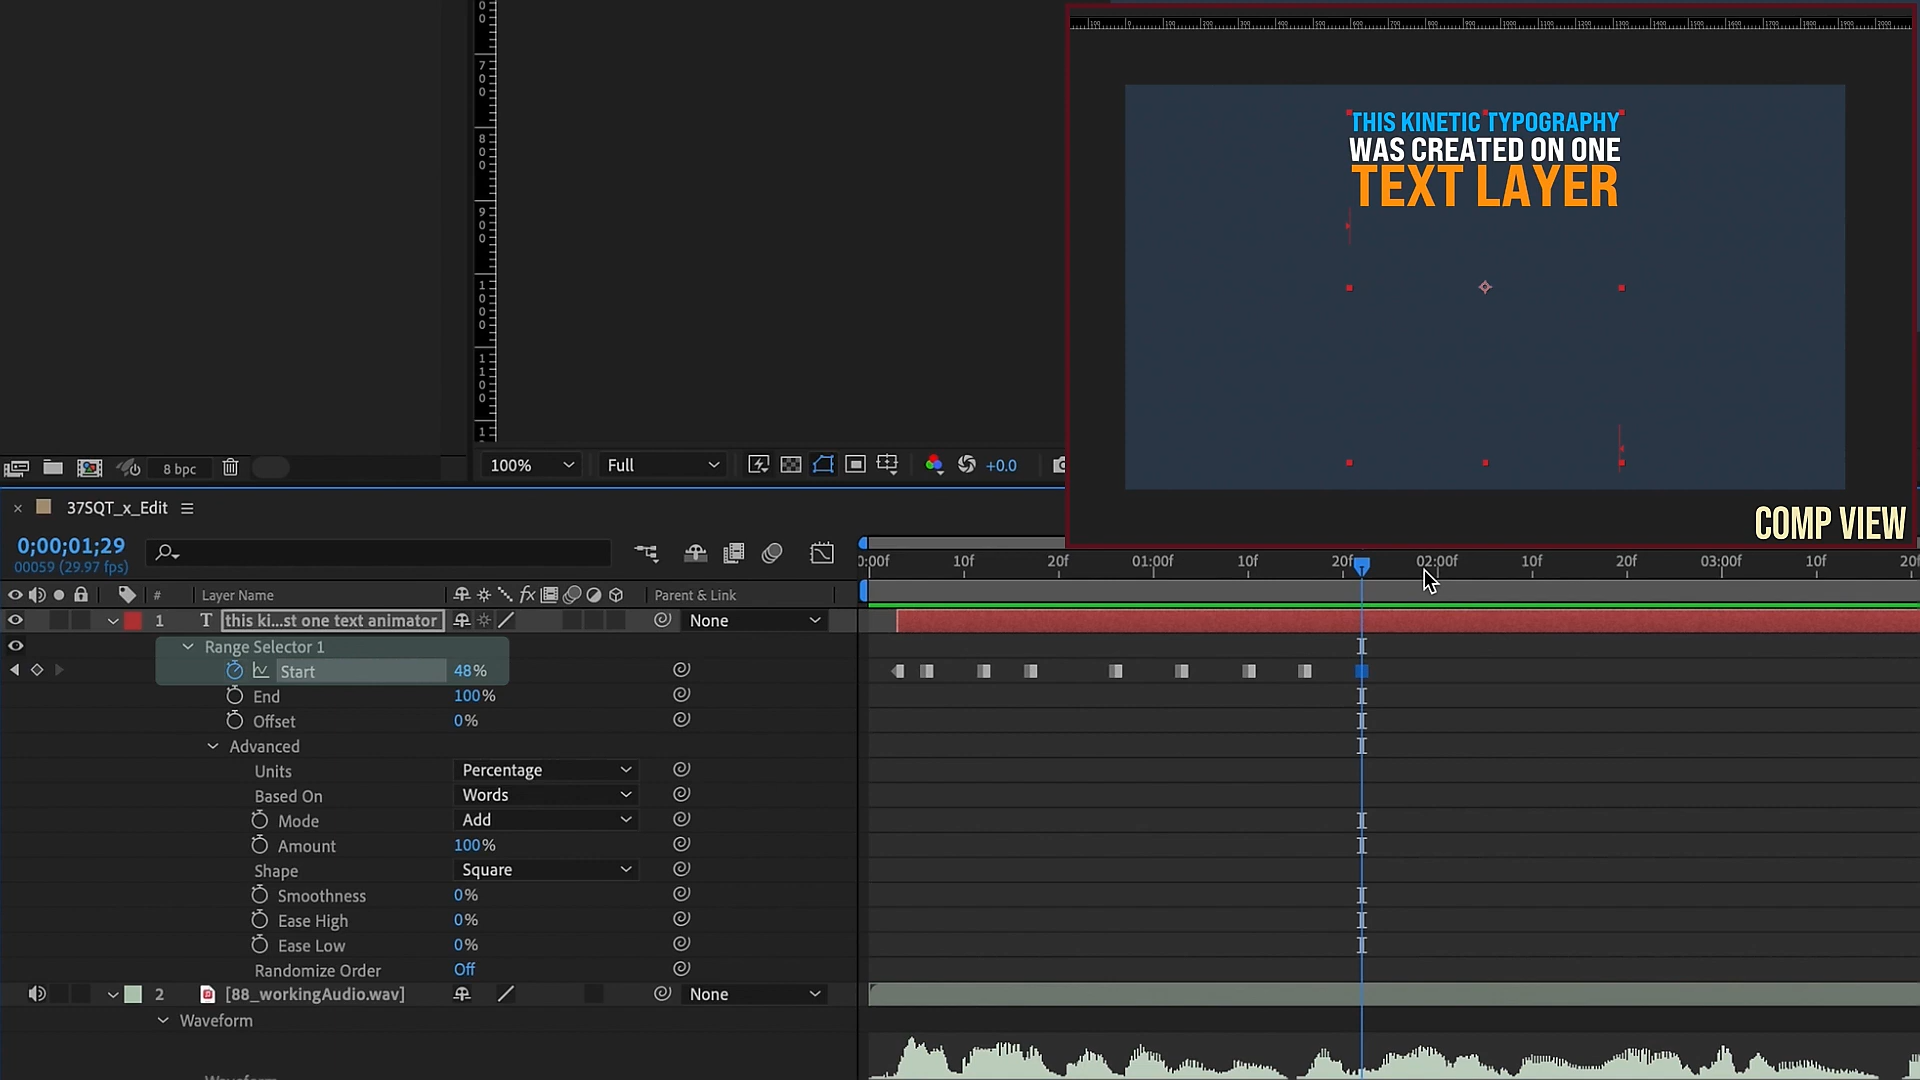 THIS KINETIC TYPOGRAPHY
WAS CREATED ON ONE
TEXT LAYER
COMP VIEW
8 bpc
100%
Full
+0.0
37SQT_x_Edit
0;00;01;29
00059 (29.97 fps)
0:00f 10f 20f 01:00f 10f 20f 02:00f 10f 20f 03:00f 10f 20
# Layer Name
fx
Parent & Link
1 T this ki...st one text animator None
Range Selector 1
Start 48%
End 100%
Offset 0%
Advanced
Units Percentage
Based On Words
Mode Add
Amount 100%
Shape Square
Smoothness 0%
Ease High 0%
Ease Low 0%
Randomize Order Off
2 [88_workingAudio.wav] None
Waveform